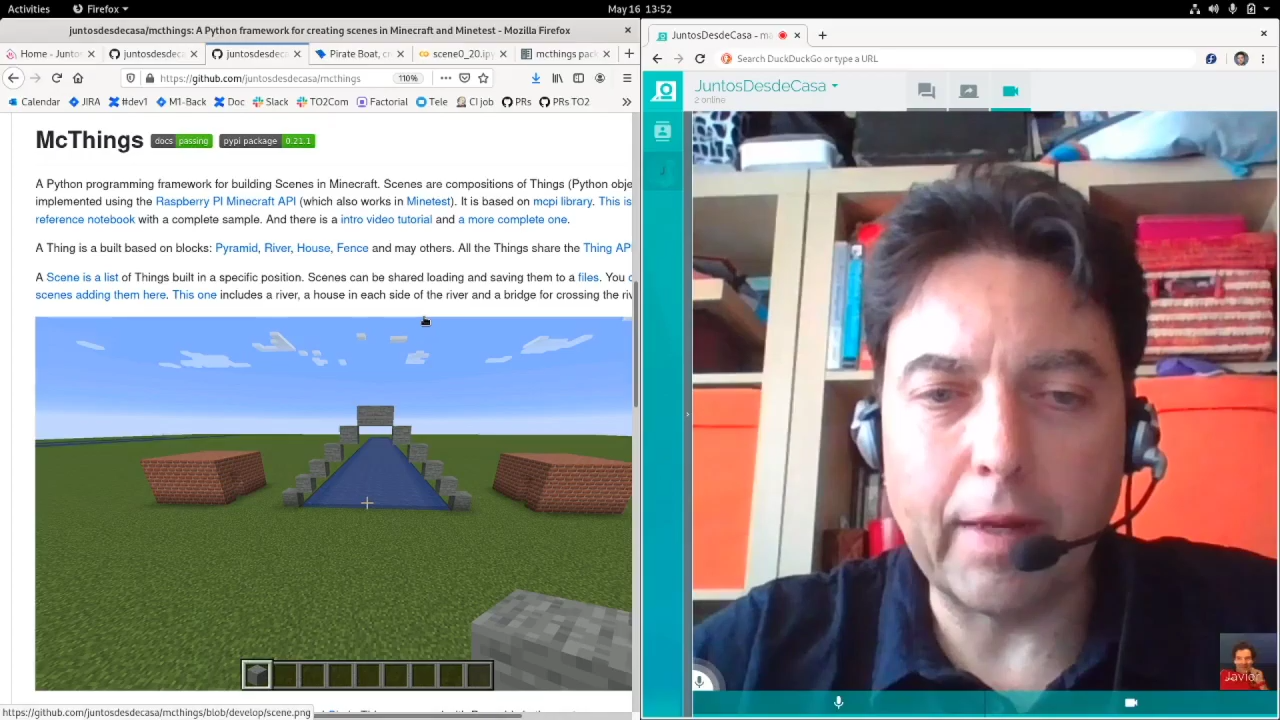 Activities
Firefox
May 16 13:52
juntosdesdecasa/mcthings: A Python framework for creating scenes in Minecraft and Minetest - Mozilla Firefox
Home - Junto
juntosdesdeca
juntosdesdeca
Pirate Boat, c
scene0_20.ipy
mcthings pack
https://github.com/juntosdesdecasa/mcthings
110%
Calendar
JIRA
#tdev1
M1-Back
Doc
Slack
TO2Com
Factorial
Tele
CI job
PRs
PRs TO2
McThings
docs passing
pypi package 0.21.1
A Python programming framework for building Scenes in Minecraft. Scenes are compositions of Things (Python obje
implemented using the Raspberry PI Minecraft API (which also works in Minetest). It is based on mcpi library. This is
reference notebook with a complete sample. And there is a intro video tutorial and a more complete one.
A Thing is a built based on blocks: Pyramid, River, House, Fence and may others. All the Things share the Thing AP
A Scene is a list of Things built in a specific position. Scenes can be shared loading and saving them to a files. You c
scenes adding them here. This one includes a river, a house in each side of the river and a bridge for crossing the riv
https://github.com/juntosdesdecasa/mcthings/blob/develop/scene.png
JuntosDesdeCasa - ma
Search DuckDuckGo or type a URL
JuntosDesdeCasa
2 online
J
Javier